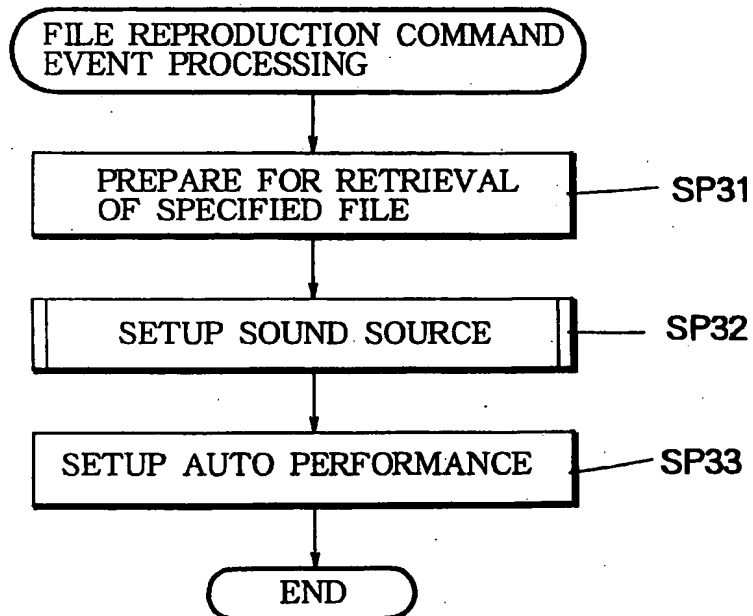 FILE REPRODUCTION COMMAND
EVENT PROCESSING
PREPARE FOR RETRIEVAL
OF SPECIFIED FILE
SP31
SETUP SOUND SOURCE
SP32
SETUP AUTO PERFORMANCE
SP33
END